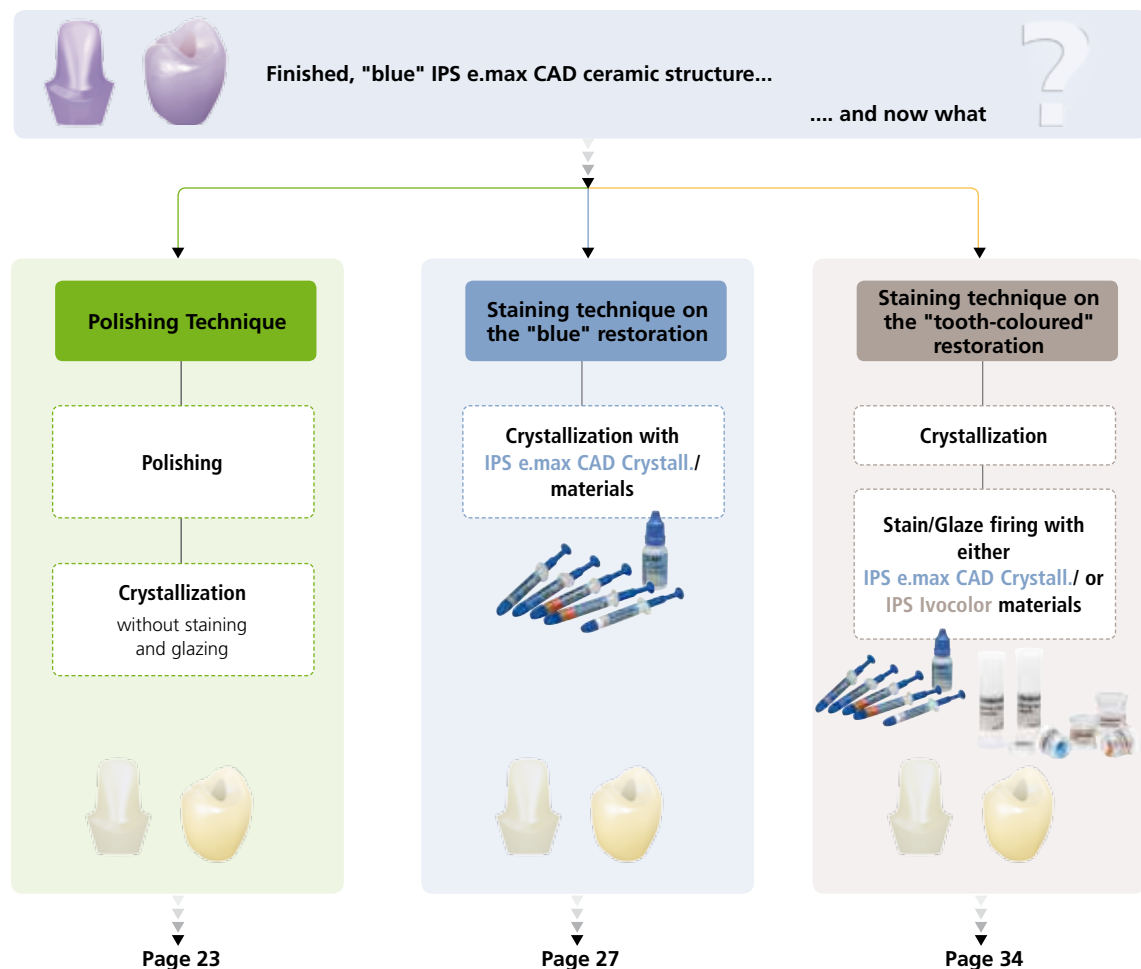 Finished, "blue" IPS e.max CAD ceramic structure...
.... and now what
?
Polishing Technique
Polishing
Crystallization
without staining
and glazing
Page 23
Staining technique on
the "blue" restoration
Crystallization with
IPS e.max CAD Crystall./
materials
Page 27
Staining technique on
the "tooth-coloured"
restoration
Crystallization
Stain/Glaze firing with
either
IPS e.max CAD Crystall./ or
IPS Ivocolor materials
Page 34